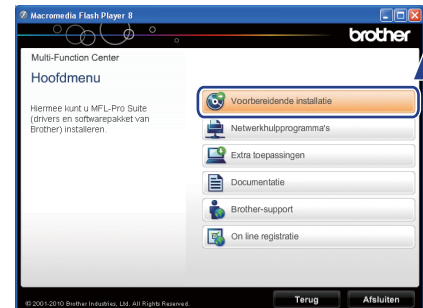 Macromedia Flash Player 8
brother
Multi-Function Center
Hoofdmenu
Hiermee kunt u MFL-Pro Suite
(drivers en softwarepakket van
Brother) installeren.
Voorbereidende installatie
Netwerkhulpprogramma's
Extra toepassingen
Documentatie
Brother-support
On line registratie
© 2001-2010 Brother Industries, Ltd. All Rights Reserved.
Terug
Afsluiten